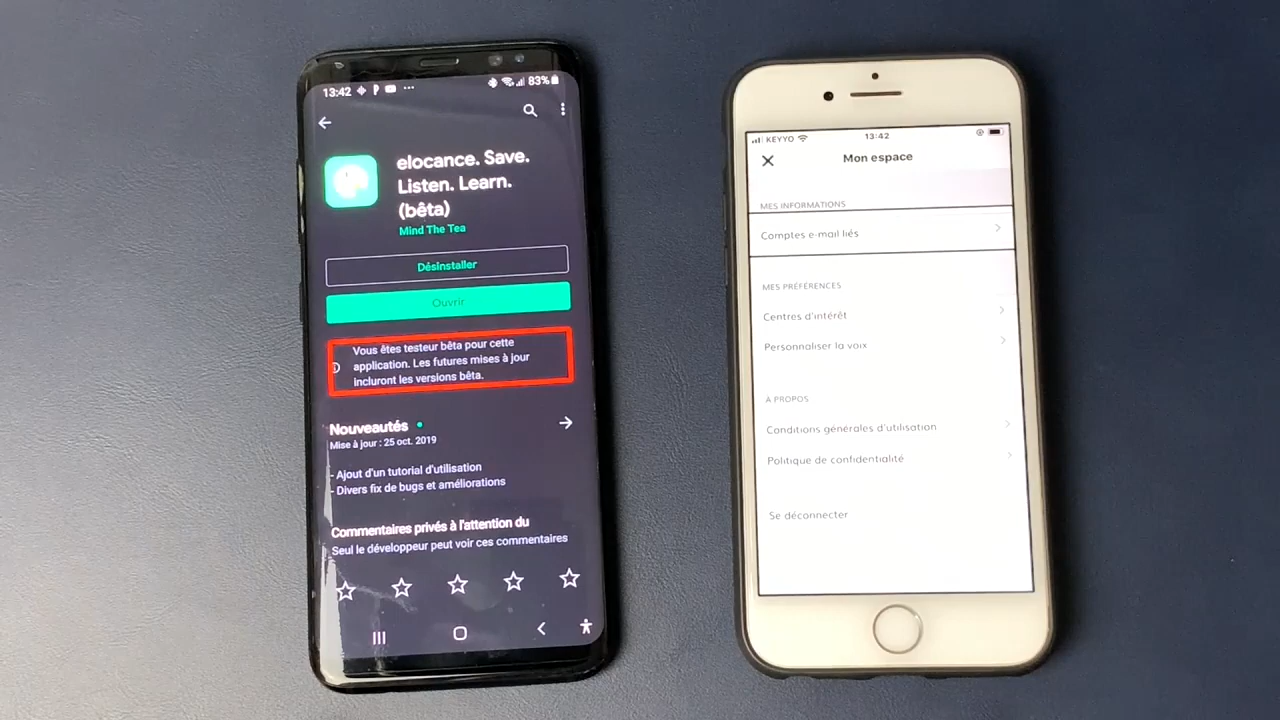 13:42
83%
elocance. Save.
Listen. Learn.
(bêta)
Mind The Tea
Désinstaller
Ouvrir
Vous êtes testeur bêta pour cette
application. Les futures mises à jour
incluront les versions bêta.
Nouveautés
Mise à jour : 25 oct. 2019
- Ajout d'un tutorial d'utilisation
- Divers fix de bugs et améliorations
Commentaires privés à l'attention du
Seul le développeur peut voir ces commentaires
KEYYO
13:42
Mon espace
MES INFORMATIONS
Comptes e-mail liés
MES PRÉFÉRENCES
Centres d'intérêt
Personnaliser la voix
A PROPOS
Conditions générales d'utilisation
Politique de confidentialité
Se déconnecter